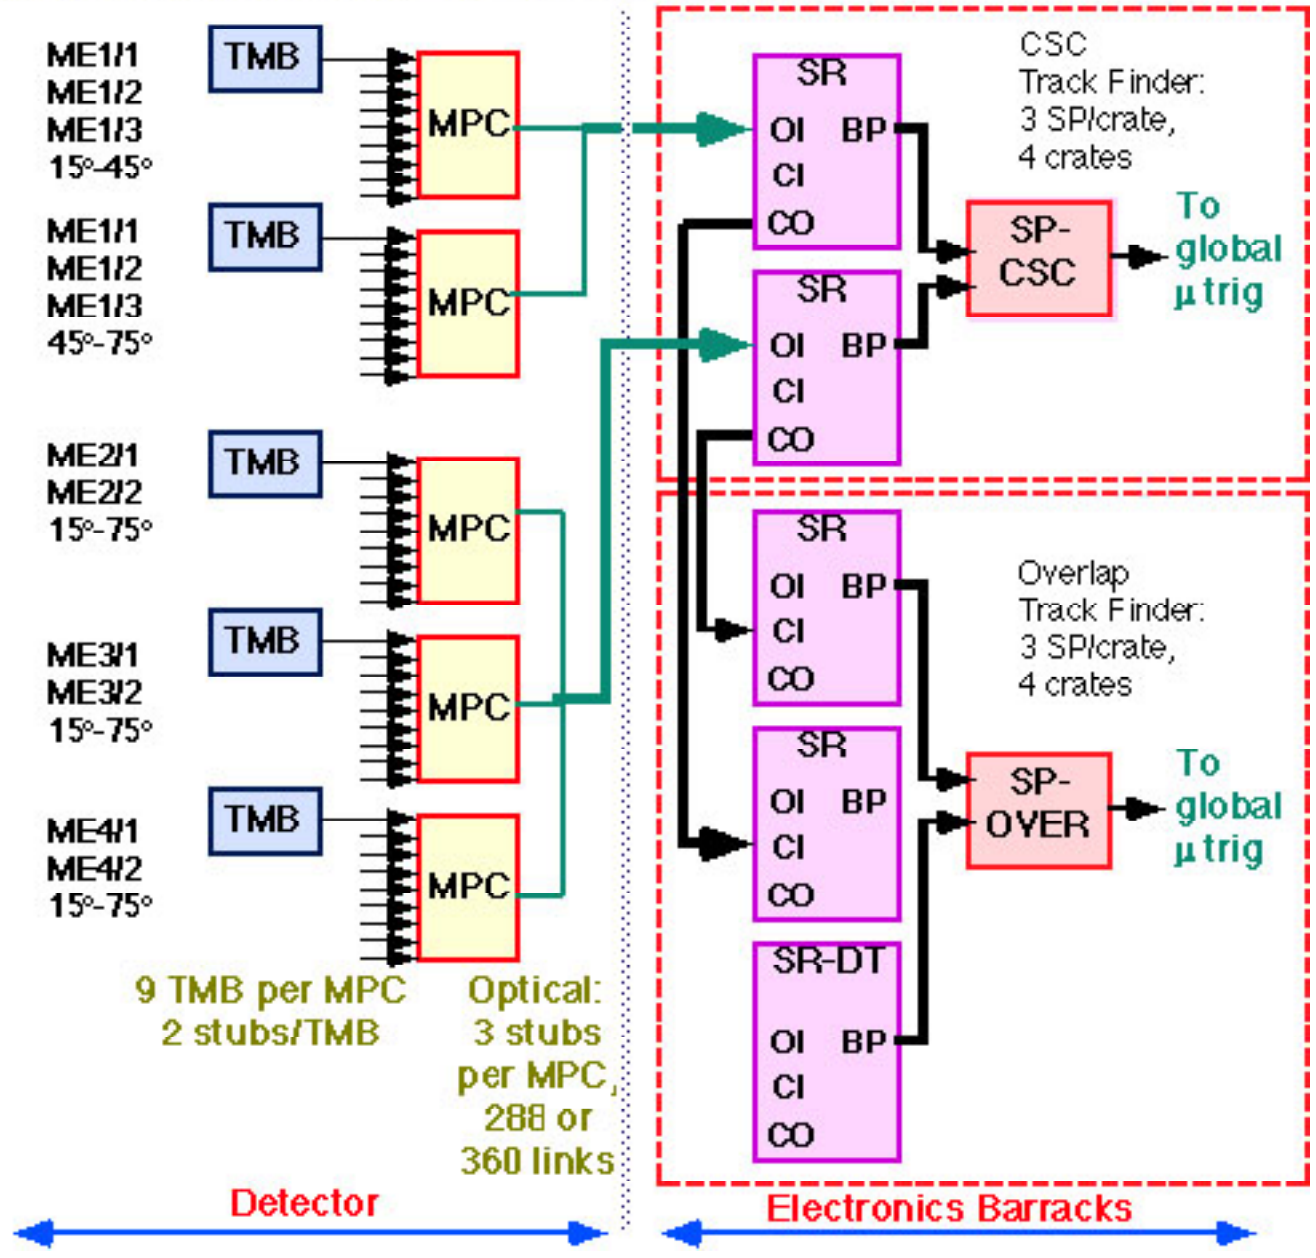 ME1/1
ME1/2
ME1/3
15°-45°
TMB
MPC
ME1/1
ME1/2
ME1/3
45°-75°
TMB
MPC
ME2/1
ME2/2
15°-75°
TMB
MPC
ME3/1
ME3/2
15°-75°
TMB
MPC
ME4/1
ME4/2
15°-75°
TMB
MPC
9 TMB per MPC
2 stubs/TMB
Optical:
3 stubs
per MPC,
288 or
360 links
Detector
SR
OI BP
CI
CO
SR
OI BP
CI
CO
CSC
Track Finder:
3 SP/crate,
4 crates
SP-
CSC
To
global
μ trig
SR
OI BP
CI
CO
SR
OI BP
CI
CO
SR-DT
OI BP
CI
CO
Overlap
Track Finder:
3 SP/crate,
4 crates
SP-
OVER
To
global
μ trig
Electronics Barracks